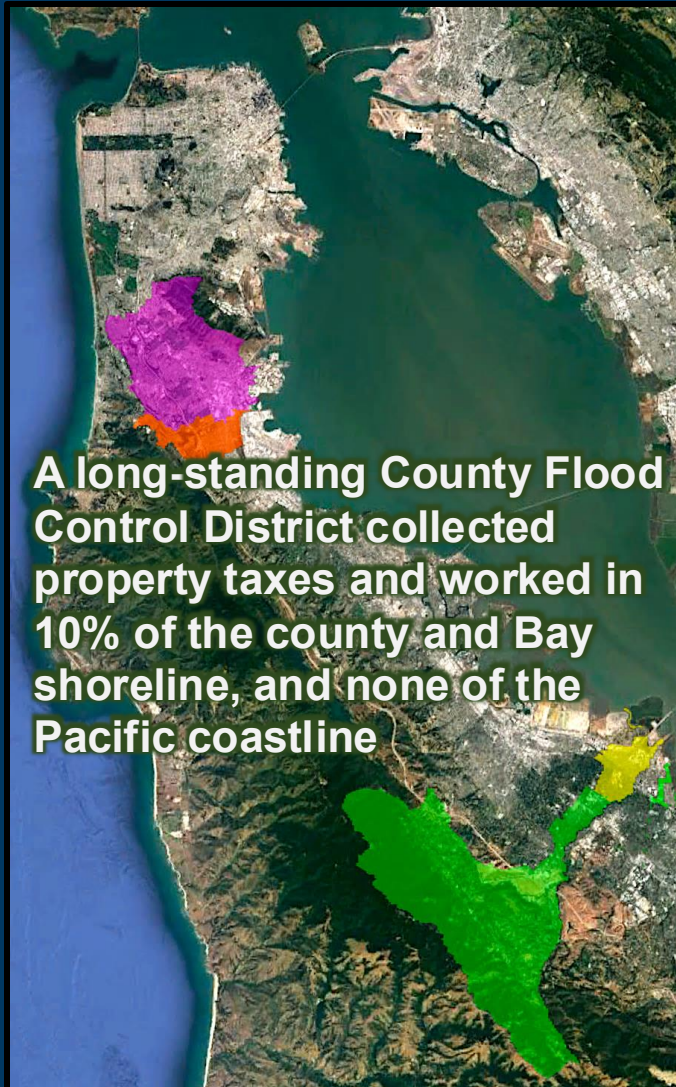 A long-standing County Flood
Control District collected
property taxes and worked in
10% of the county and Bay
shoreline, and none of the
Pacific coastline